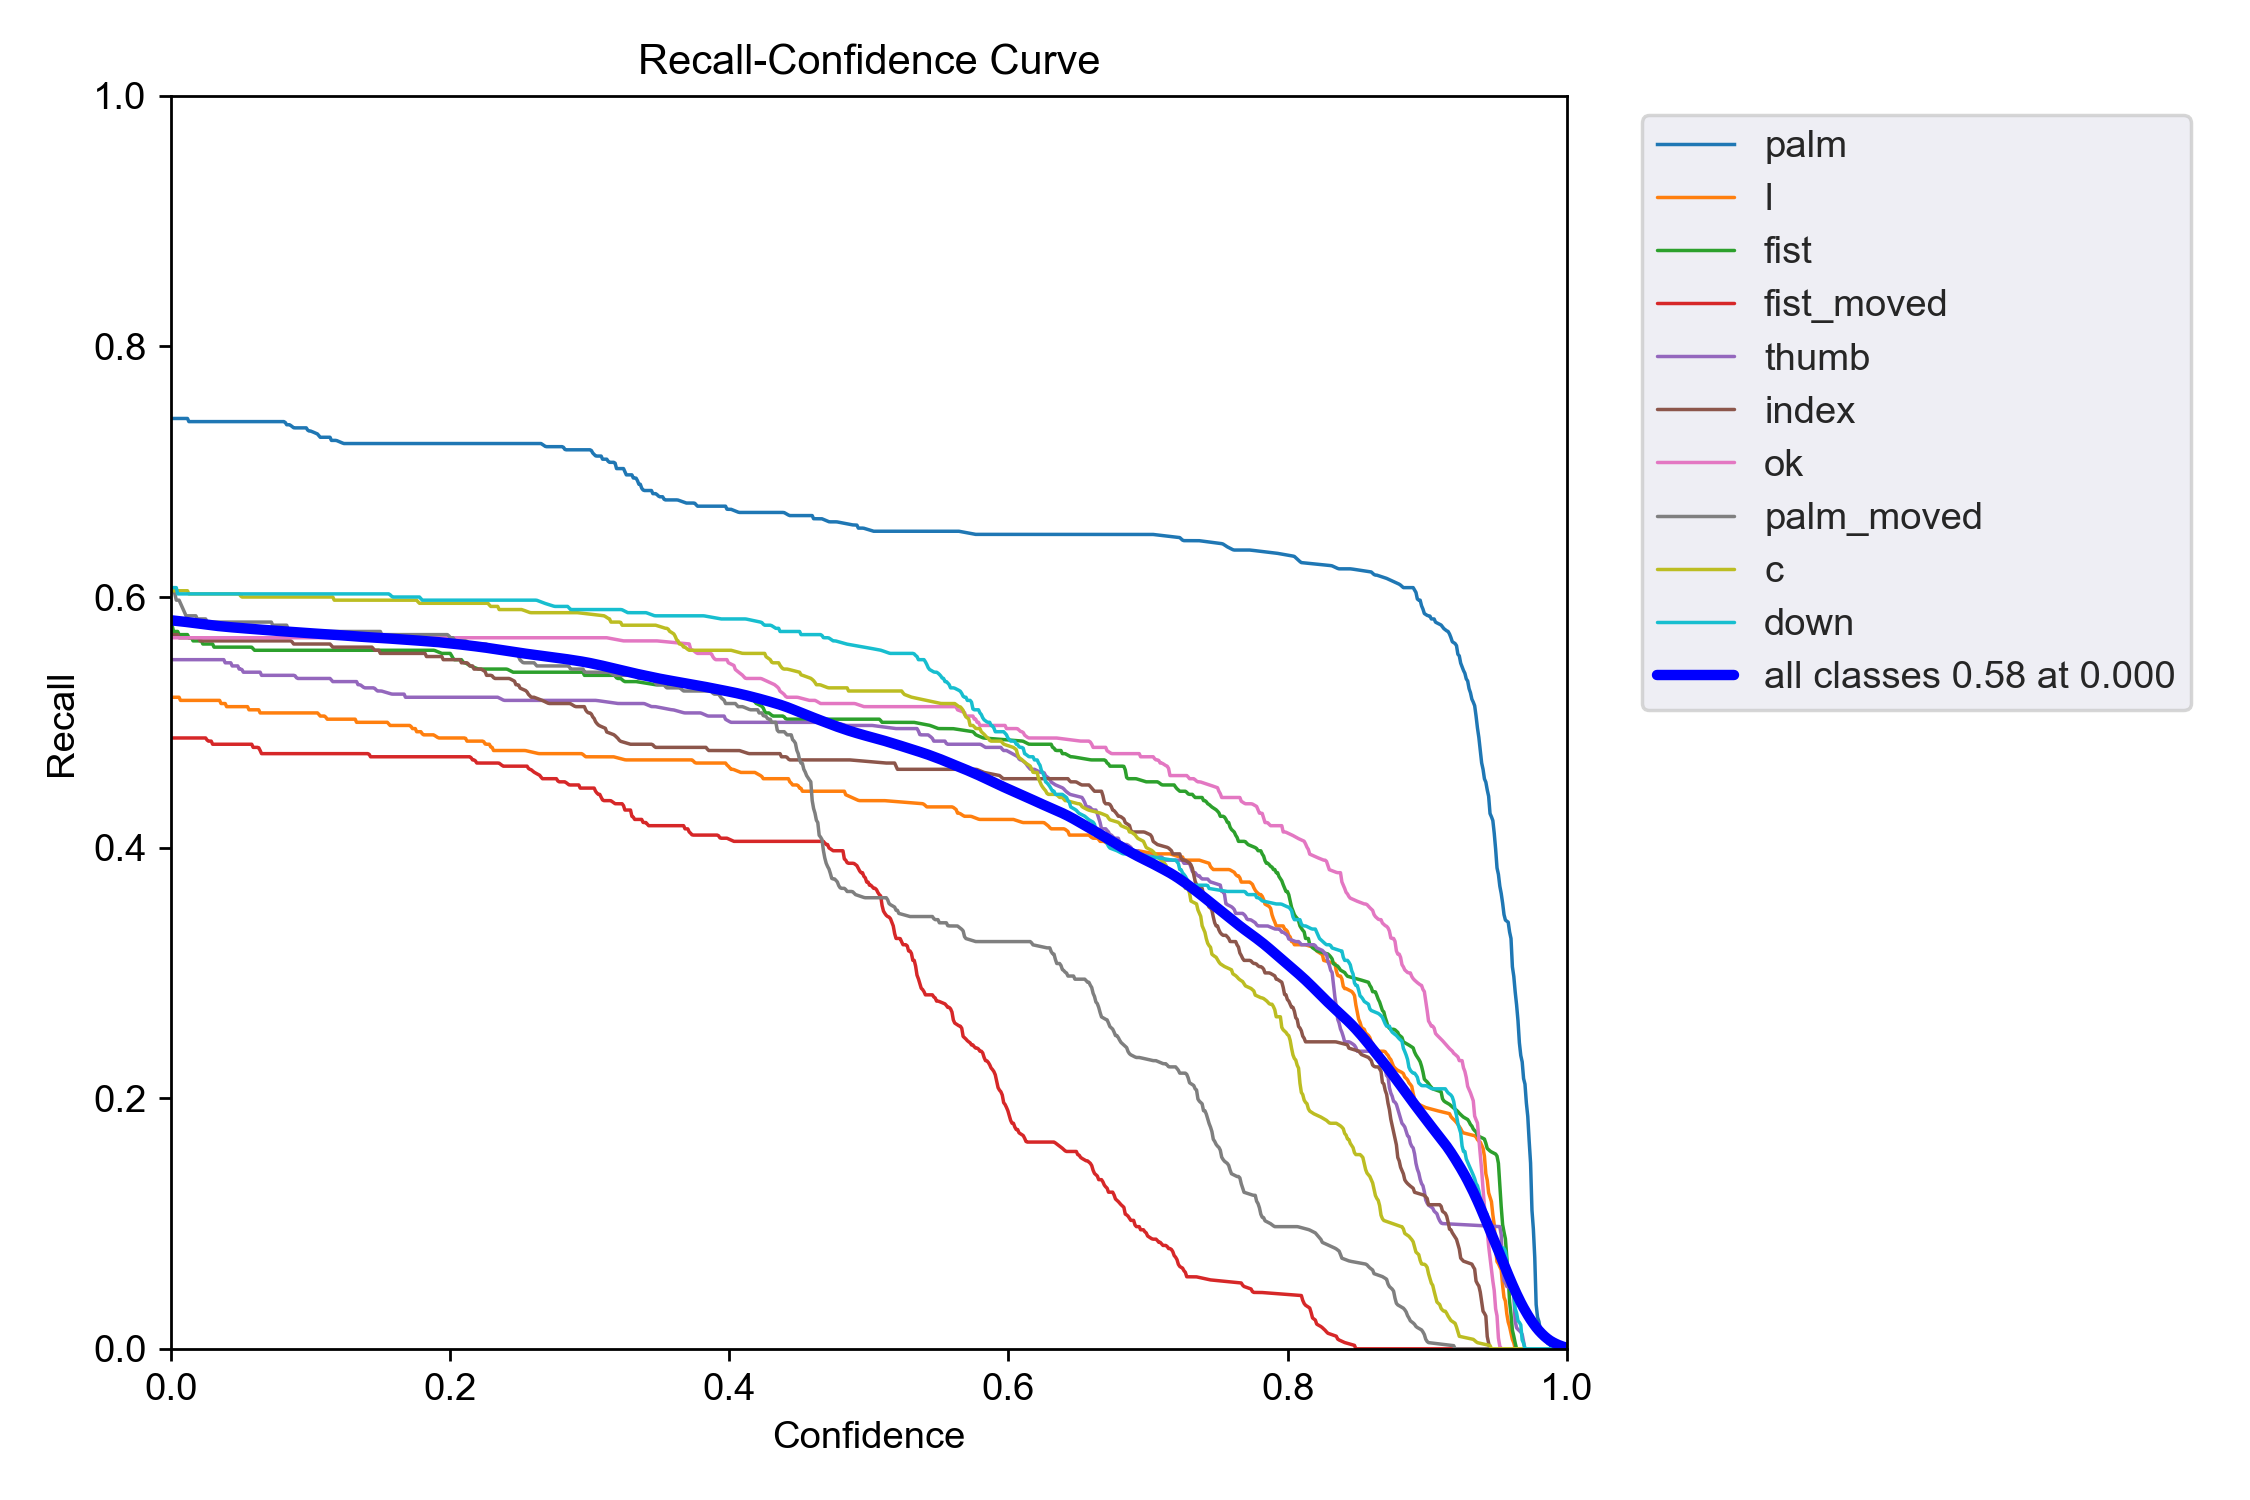 Recall-Confidence Curve
1.0
0.8
0.6
0.4
0.2
0.0
Recall
0.0 0.2 0.4 0.6 0.8 1.0
Confidence
palm
l
fist
fist_moved
thumb
index
ok
palm_moved
c
down
all classes 0.58 at 0.000